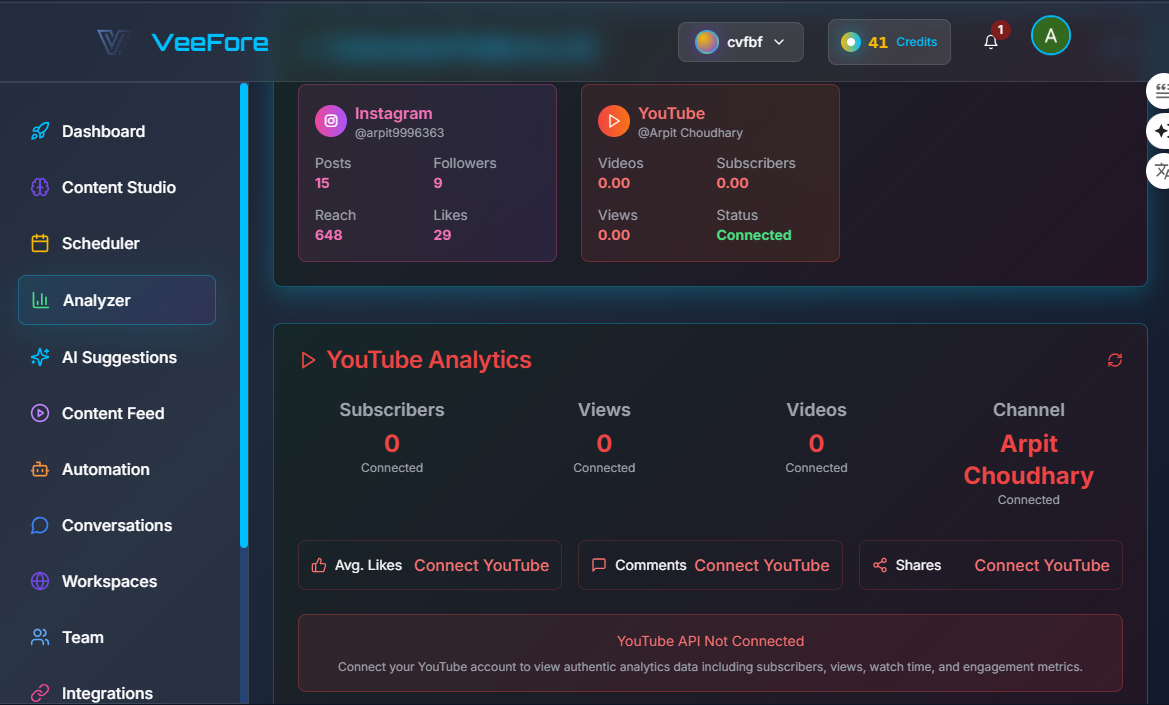 VeeFore
cvfbf
41 Credits
1
A
Dashboard
Content Studio
Scheduler
Analyzer
AI Suggestions
Content Feed
Automation
Conversations
Workspaces
Team
Integrations
Instagram
@arpit9996363
Posts Followers
15 9
Reach Likes
648 29
YouTube
@Arpit Choudhary
Videos Subscribers
0.00 0.00
Views Status
0.00 Connected
YouTube Analytics
Subscribers Views Videos Channel
0 0 0 Arpit
Choudhary
Connected Connected Connected Connected
Avg. Likes Connect YouTube
Comments Connect YouTube
Shares Connect YouTube
YouTube API Not Connected
Connect your YouTube account to view authentic analytics data including subscribers, views, watch time, and engagement metrics.